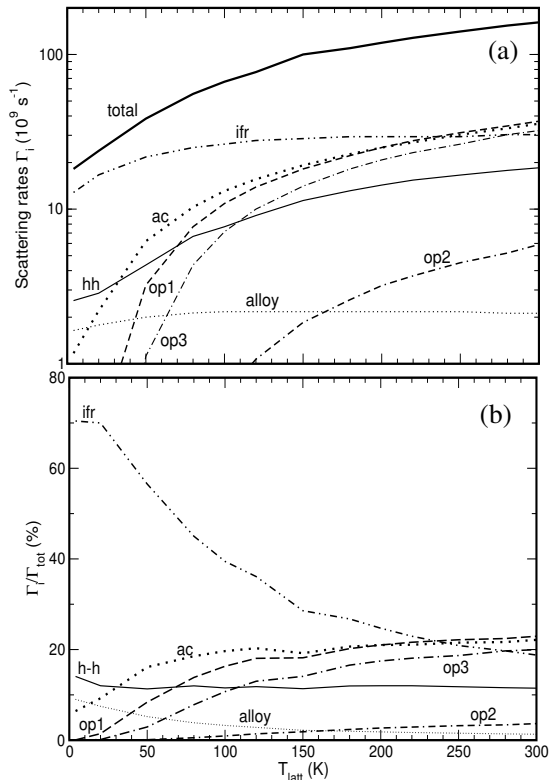 (a)
100
10
1
Scattering rates Γi (10⁹ s⁻¹)
total
ifr
ac
hh
op1
op2
alloy
op3
(b)
80
60
40
20
0
Γi/Γtot (%)
ifr
ac
h-h
op3
op1
alloy
op2
0 50 100 150 200 250 300
Tlatt (K)